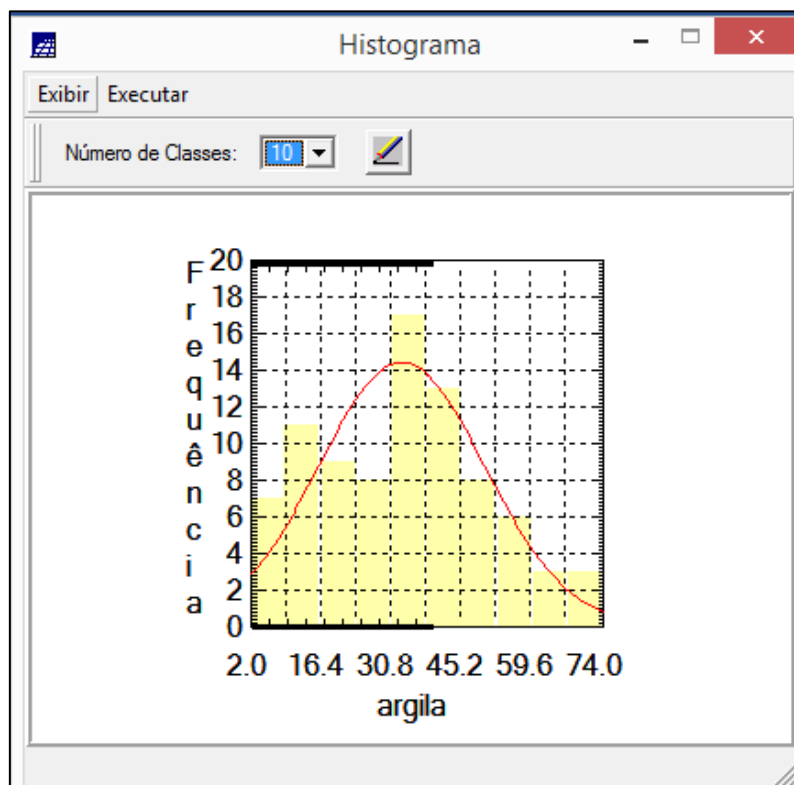 Histograma
Exibir Executar
Número de Classes: 10
Frequência
20
18
16
14
12
10
8
6
4
2
0
2.0 16.4 30.8 45.2 59.6 74.0
argila